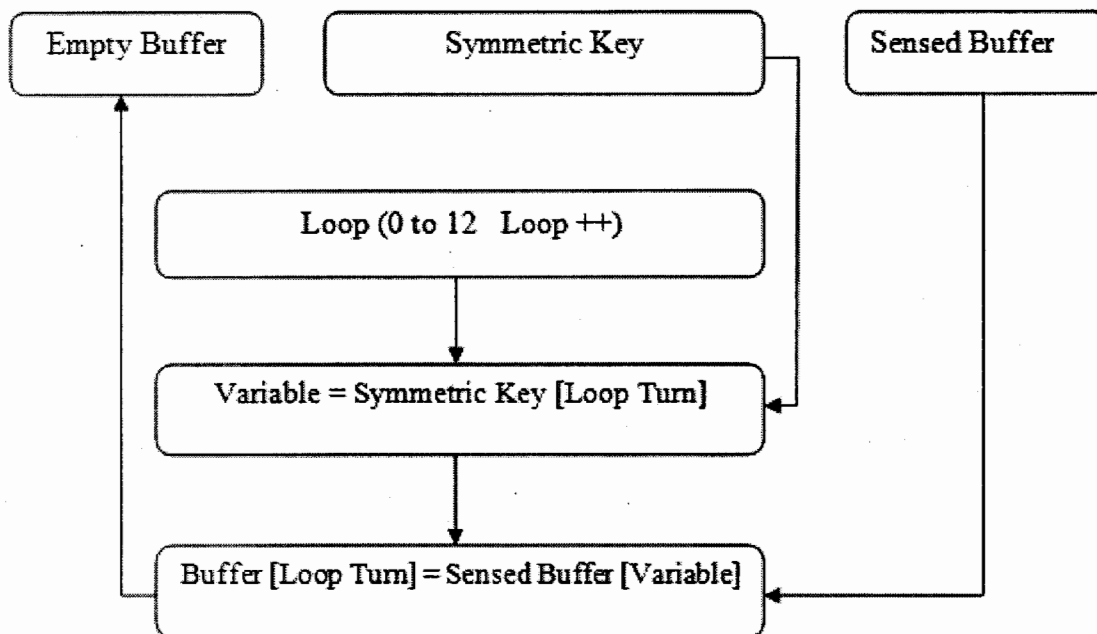 Empty Buffer
Symmetric Key
Sensed Buffer
Loop (0 to 12 Loop ++)
Variable = Symmetric Key [Loop Turn]
Buffer [Loop Turn] = Sensed Buffer [Variable]